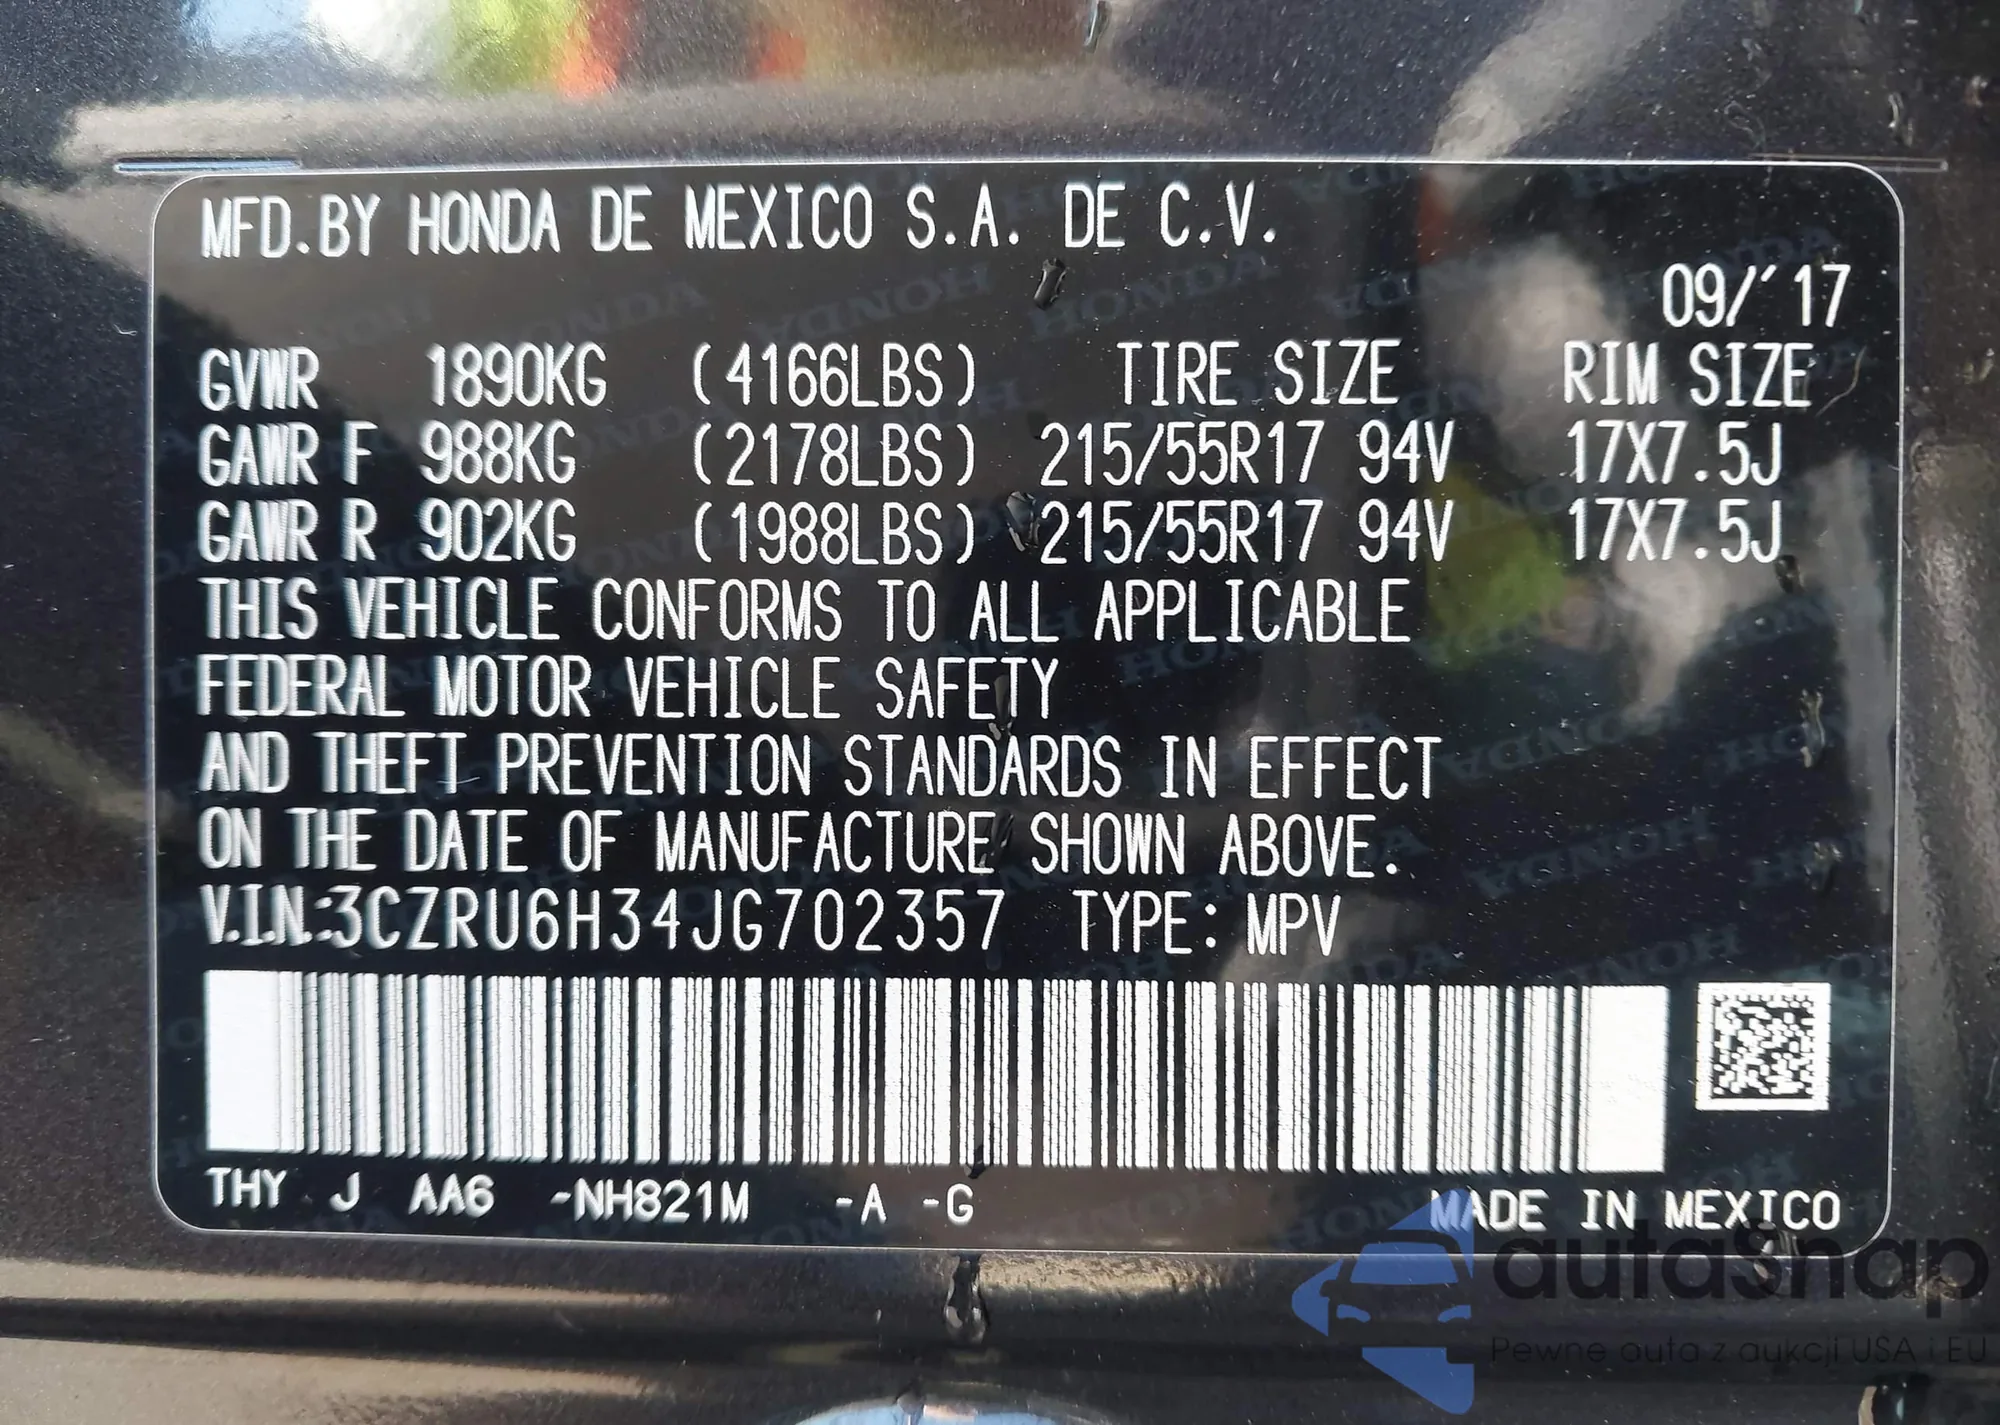 MFD.BY HONDA DE MEXICO S.A. DE C.V.
09/'17
GVWR 1890KG (4166LBS) TIRE SIZE RIM SIZE
GAWR F 988KG (2178LBS) 215/55R17 94V 17X7.5J
GAWR R 902KG (1988LBS) 215/55R17 94V 17X7.5J
THIS VEHICLE CONFORMS TO ALL APPLICABLE
FEDERAL MOTOR VEHICLE SAFETY
AND THEFT PREVENTION STANDARDS IN EFFECT
ON THE DATE OF MANUFACTURE SHOWN ABOVE.
V.I.N.:3CZRU6H34JG702357 TYPE: MPV
THY J AA6 -NH821M -A -G MADE IN MEXICO
autaSnap
Pewne auta z aukcji USA i EU